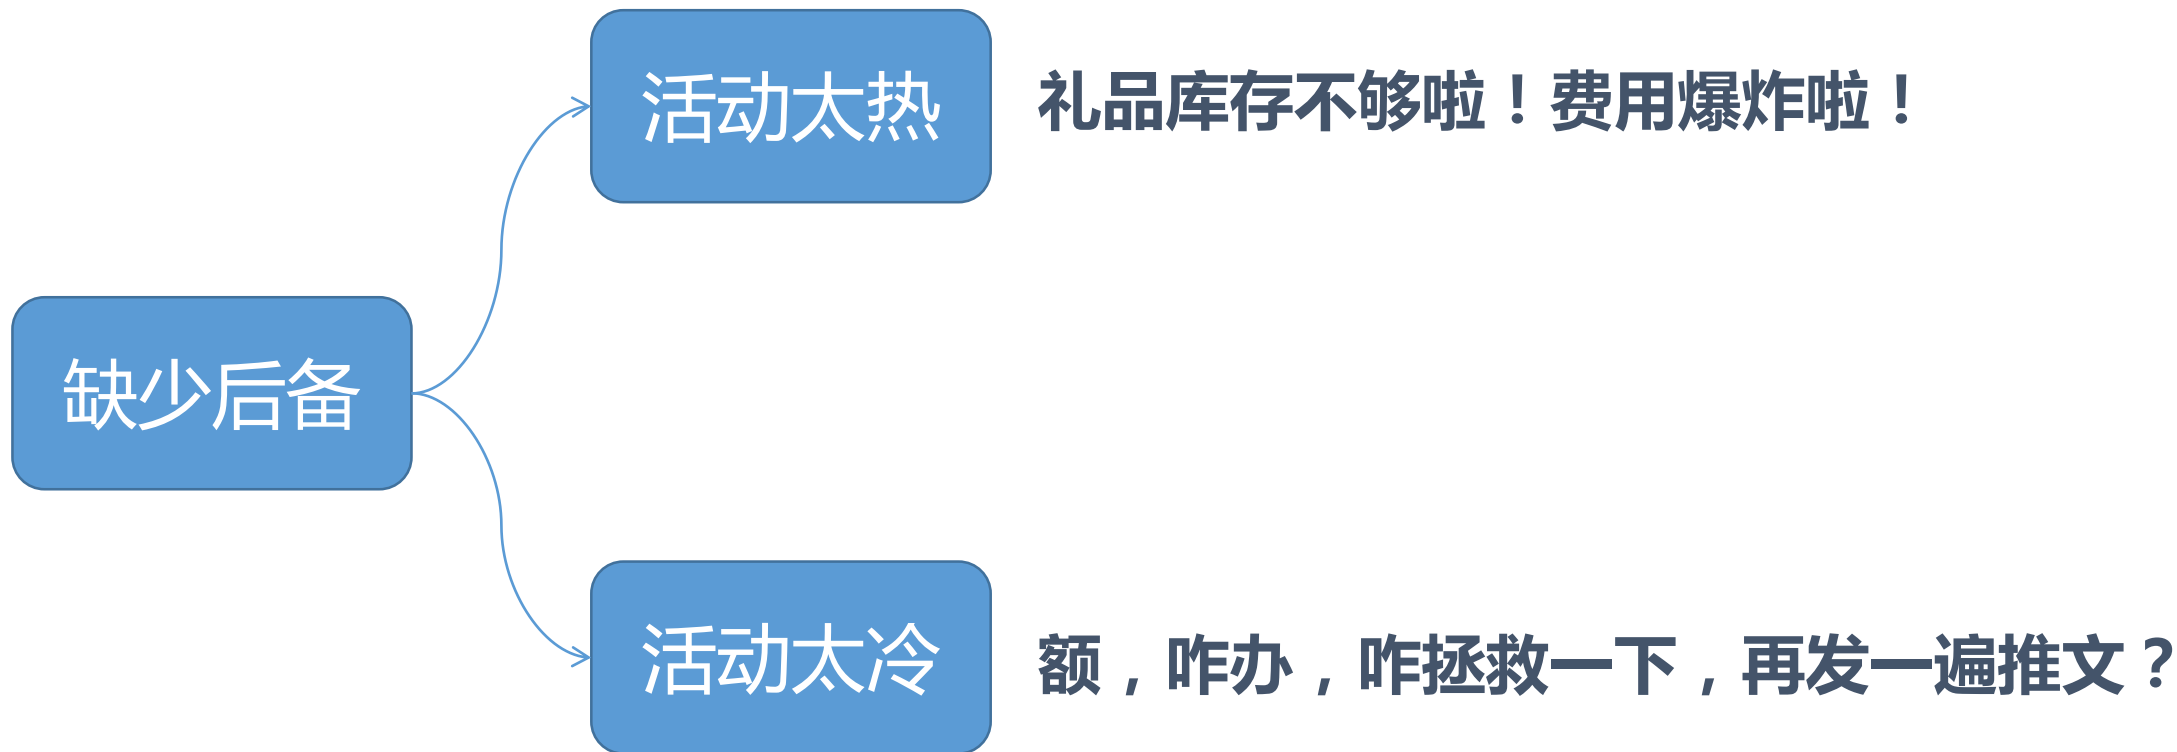 活动太热
礼品库存不够啦！费用爆炸啦！
缺少后备
活动太冷
额，咋办，咋拯救一下，再发一遍推文？